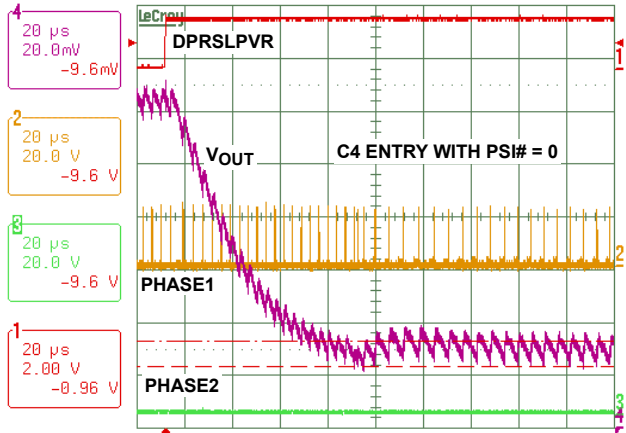 4
20 µs
20.0mV
-9.6mV
2
20 µs
20.0 V
-9.6 V
3
20 µs
20.0 V
-9.6 V
1
20 µs
2.00 V
-0.96 V
LeCroy
DPRSLPVR
1
VOUT
C4 ENTRY WITH PSI# = 0
2
PHASE1
PHASE2
3